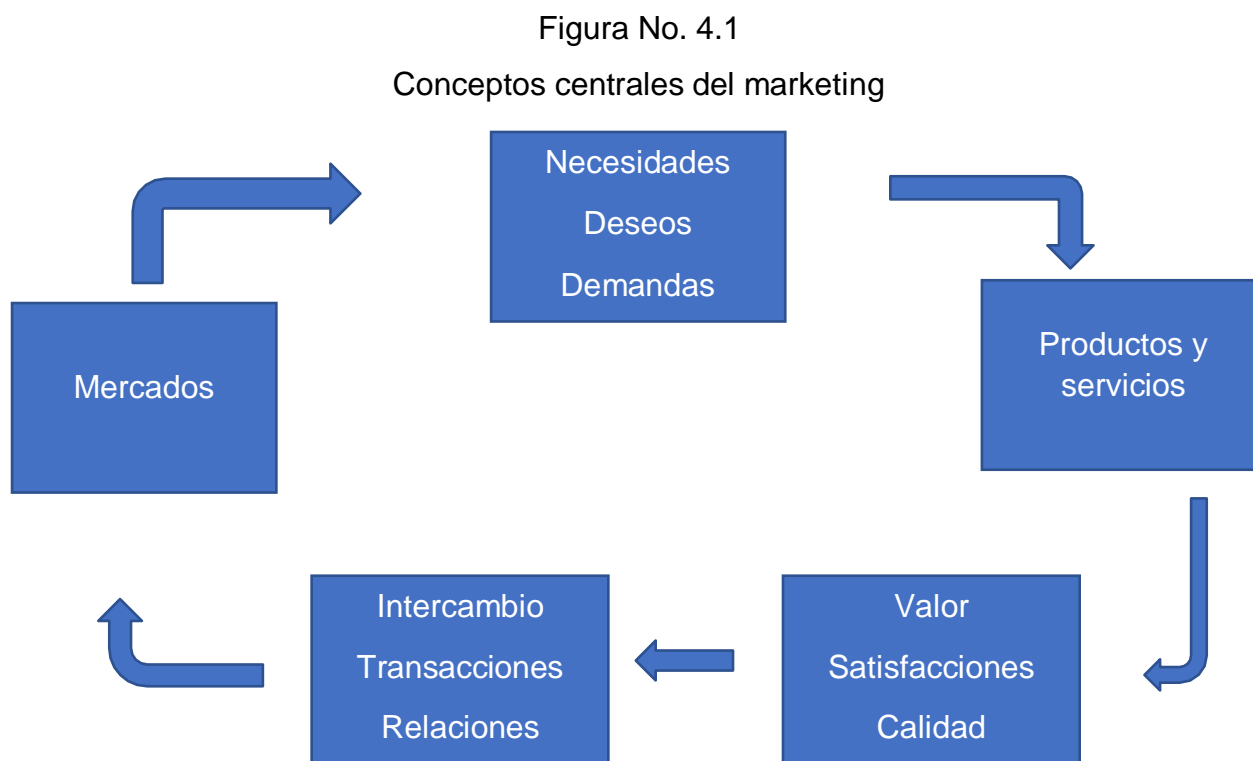 Figura No. 4.1
Conceptos centrales del marketing
Necesidades
Deseos
Demandas
Productos y
servicios
Mercados
Intercambio
Transacciones
Relaciones
Valor
Satisfacciones
Calidad